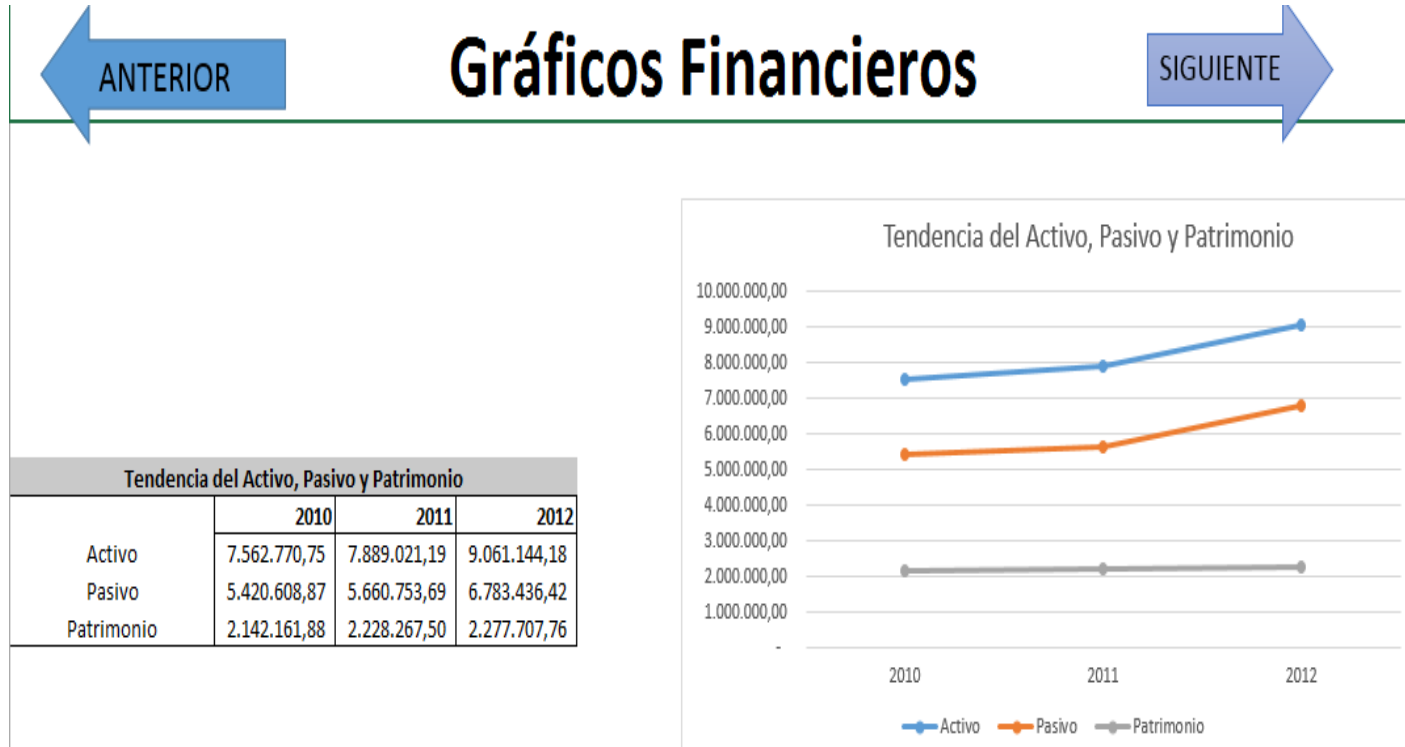 ANTERIOR
Gráficos Financieros
SIGUIENTE
Tendencia del Activo, Pasivo y Patrimonio
2010 2011 2012
Activo 7.562.770,75 7.889.021,19 9.061.144,18
Pasivo 5.420.608,87 5.660.753,69 6.783.436,42
Patrimonio 2.142.161,88 2.228.267,50 2.277.707,76
Tendencia del Activo, Pasivo y Patrimonio
10.000.000,00
9.000.000,00
8.000.000,00
7.000.000,00
6.000.000,00
5.000.000,00
4.000.000,00
3.000.000,00
2.000.000,00
1.000.000,00
-
2010 2011 2012
Activo Pasivo Patrimonio